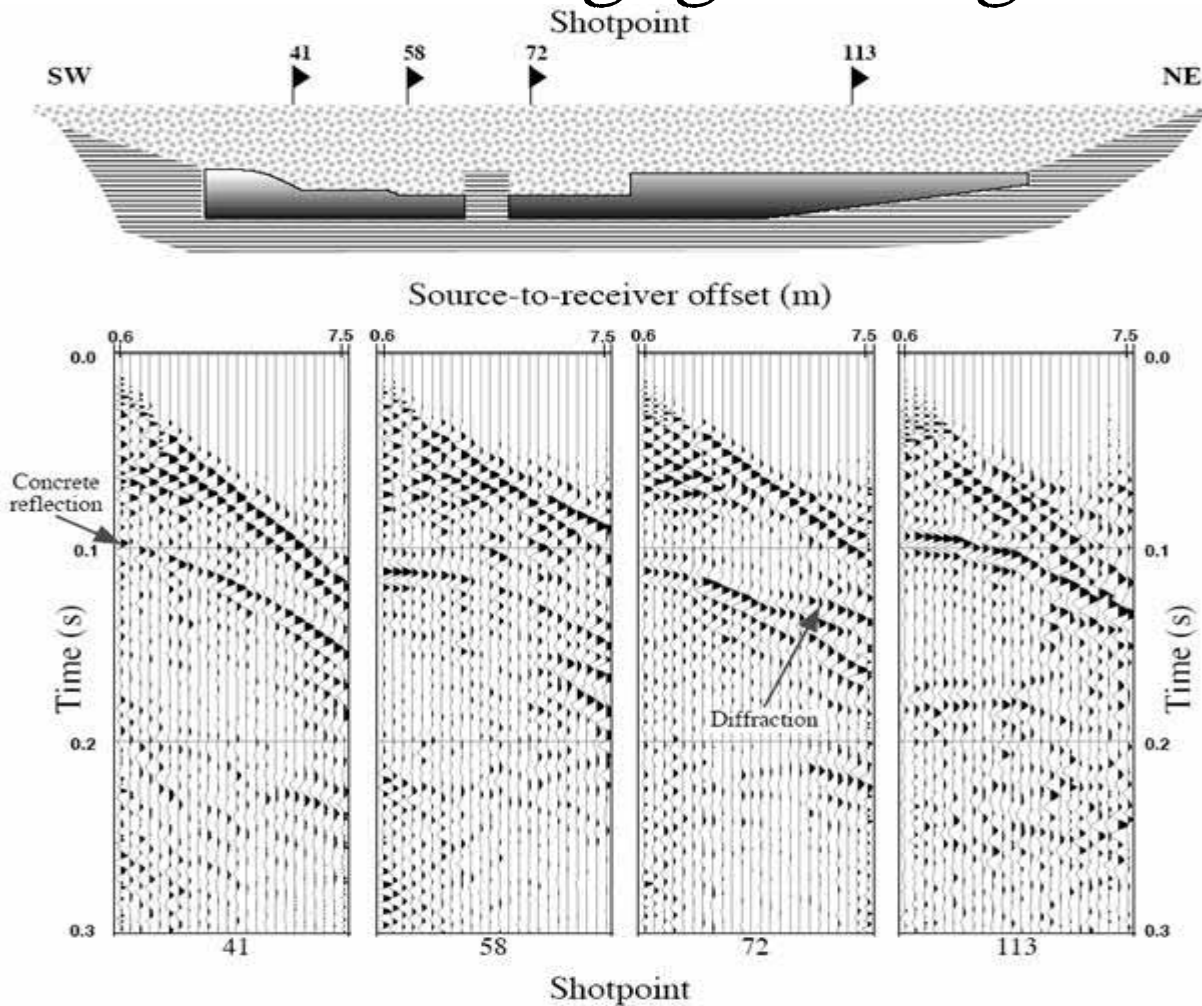 Shotpoint
41 58 72 113
SW NE
Source-to-receiver offset (m)
0.6 7.5 0.6 7.5 0.6 7.5 0.6 7.5
0.0 0.0
Concrete
reflection
0.1 0.1
Time (s) Time (s)
Diffraction
0.2 0.2
0.3 0.3
41 58 72 113
Shotpoint